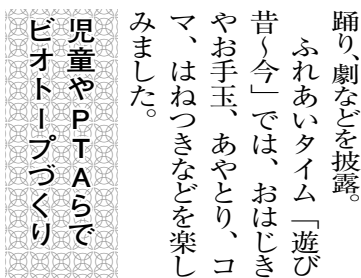 踊り、劇などを披露。
　ふれあいタイム「遊び
昔～今」では、おはじき
やお手玉、あやとり、コ
マ、はねつきなどを楽し
みました。
児童やＰＴＡらで
ビオトープづくり